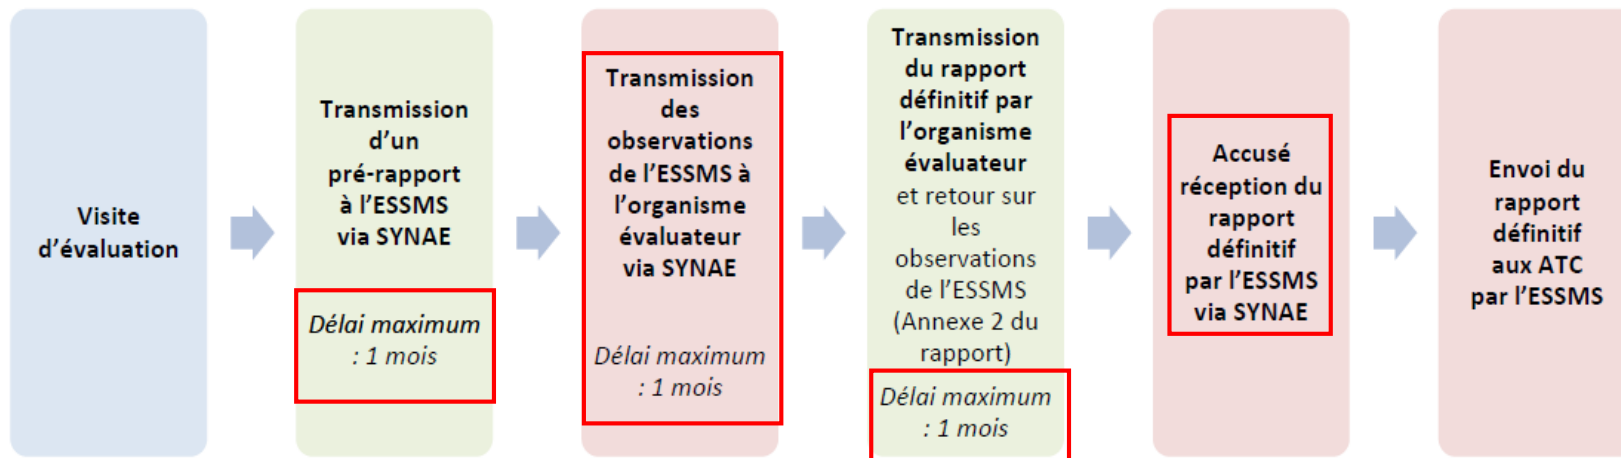 Visite
d'évaluation
Transmission
d'un
pré-rapport
à l'ESSMS
via SYNAE
Délai maximum
: 1 mois
Transmission
des
observations
de l'ESSMS à
l'organisme
évaluateur
via SYNAE
Délai maximum
: 1 mois
Transmission
du rapport
définitif par
l'organisme
évaluateur
et retour sur
les
observations
de l'ESSMS
(Annexe 2 du
rapport)
Délai maximum
: 1 mois
Accusé
réception du
rapport
définitif
par l'ESSMS
via SYNAE
Envoi du
rapport
définitif
aux ATC
par l'ESSMS